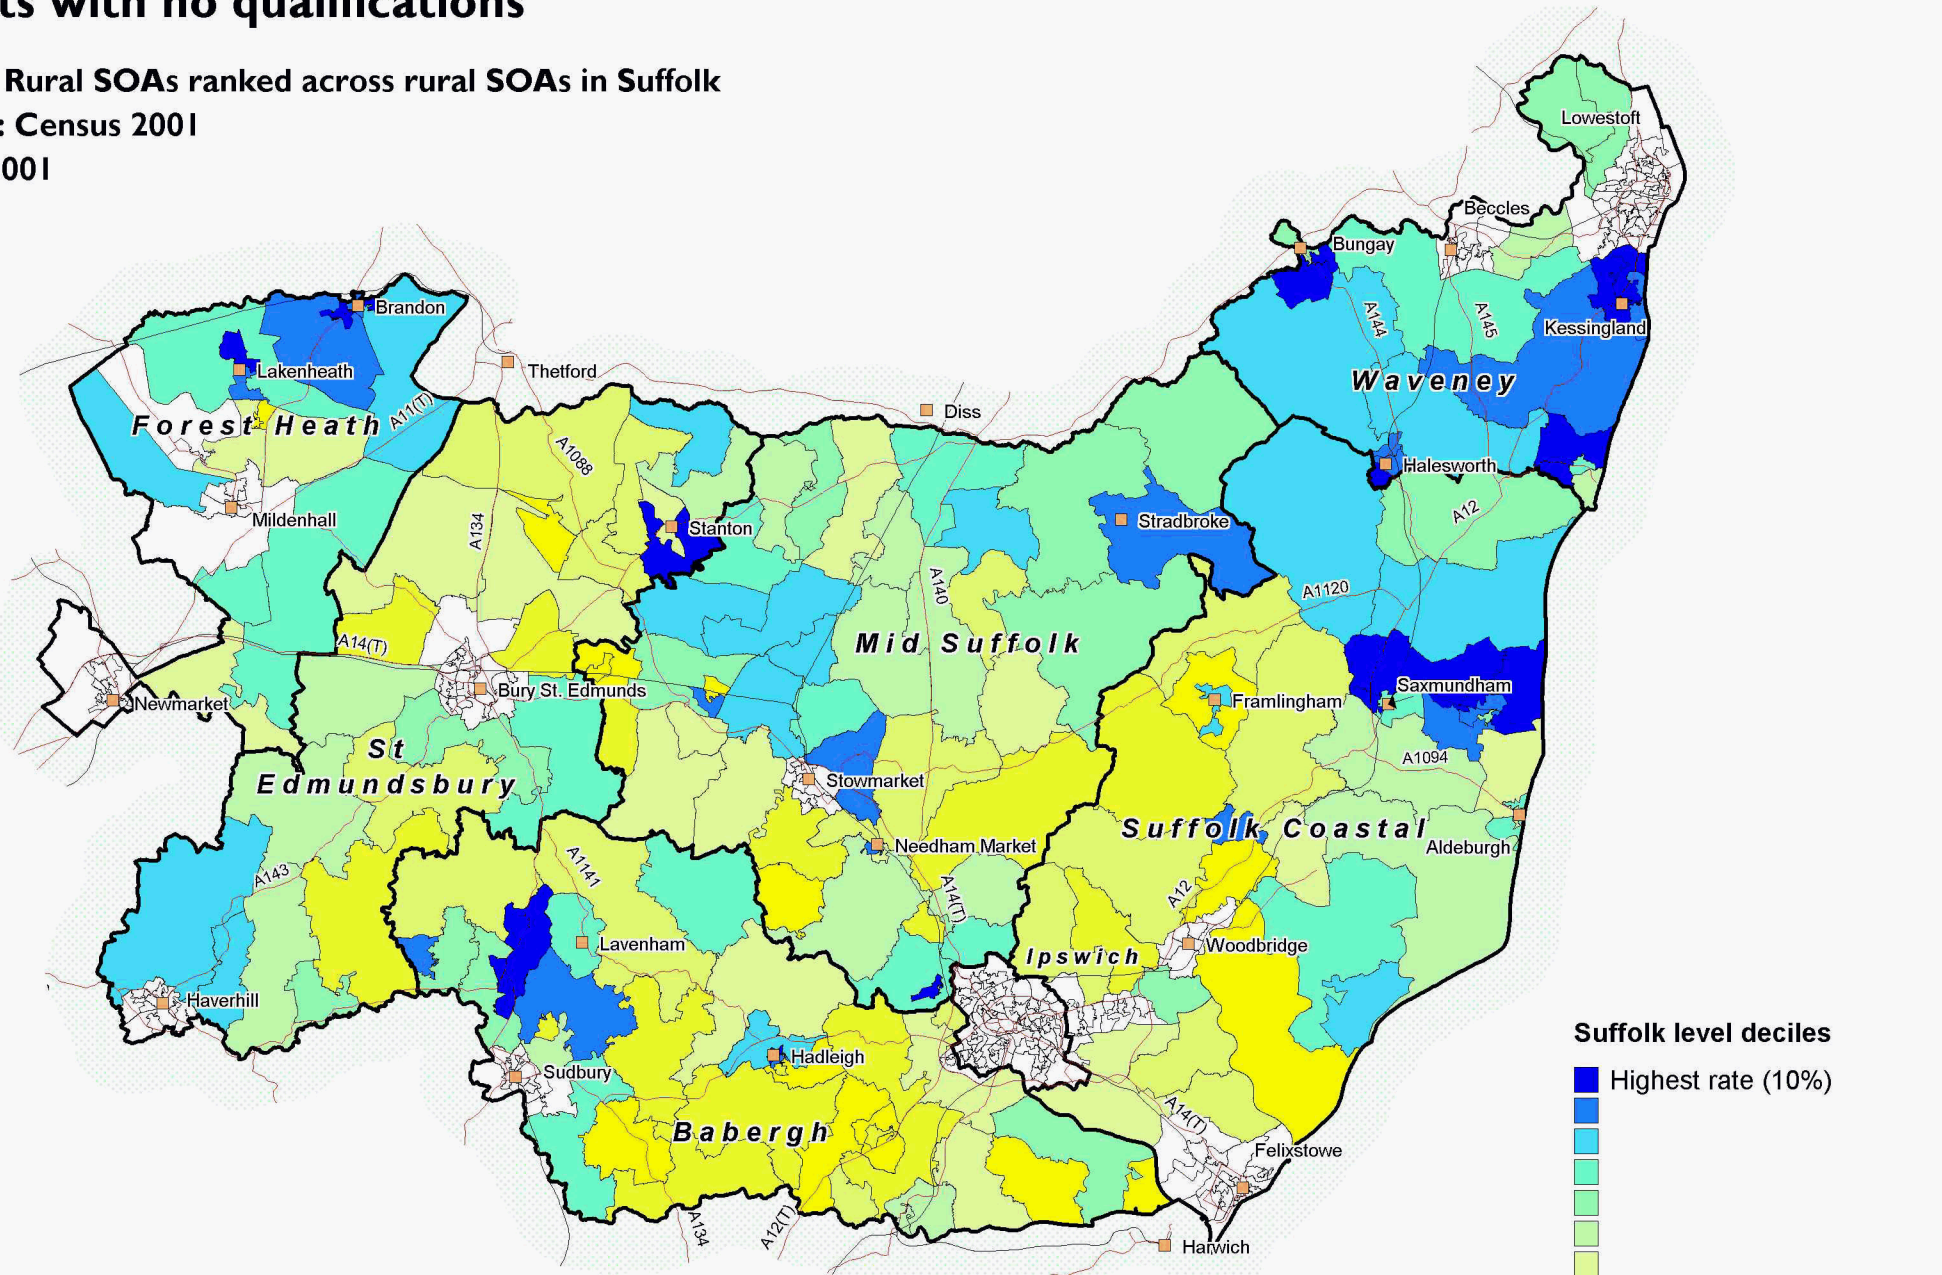 ts with no qualifications
Rural SOAs ranked across rural SOAs in Suffolk
: Census 2001
001
Lowestoft
Beccles
Bungay
Kessingland
A144
A145
Waveney
Halesworth
A12
Brandon
Lakenheath
Thetford
Forest Heath
A11(T)
Diss
A1088
Mildenhall
A134
Stanton
Stradbroke
A140
A1120
A14(T)
Mid Suffolk
Newmarket
Bury St. Edmunds
Framlingham
Saxmundham
St
Edmundsbury
Stowmarket
A1094
Suffolk Coastal
Needham Market
Aldeburgh
A143
A1141
A14(T)
A12
Lavenham
Ipswich
Woodbridge
Haverhill
Hadleigh
Sudbury
Babergh
A14(T)
Felixstowe
A134
A12(T)
Harwich
Suffolk level deciles
Highest rate (10%)